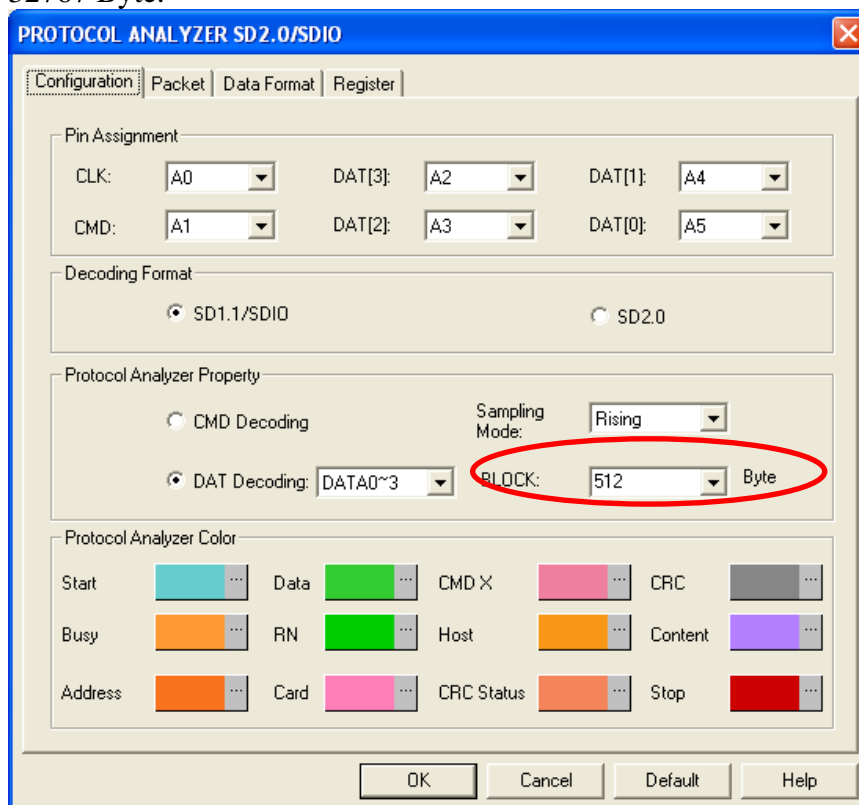 32767 Byte.
PROTOCOL ANALYZER SD2.0/SDIO
Configuration Packet Data Format Register
Pin Assignment
CLK: A0 DAT[3]: A2 DAT[1]: A4
CMD: A1 DAT[2]: A3 DAT[0]: A5
Decoding Format
SD1.1/SDIO SD2.0
Protocol Analyzer Property
CMD Decoding Sampling Mode: Rising
DAT Decoding: DATA0~3 BLOCK: 512 Byte
Protocol Analyzer Color
Start Data CMD X CRC
Busy RN Host Content
Address Card CRC Status Stop
OK Cancel Default Help